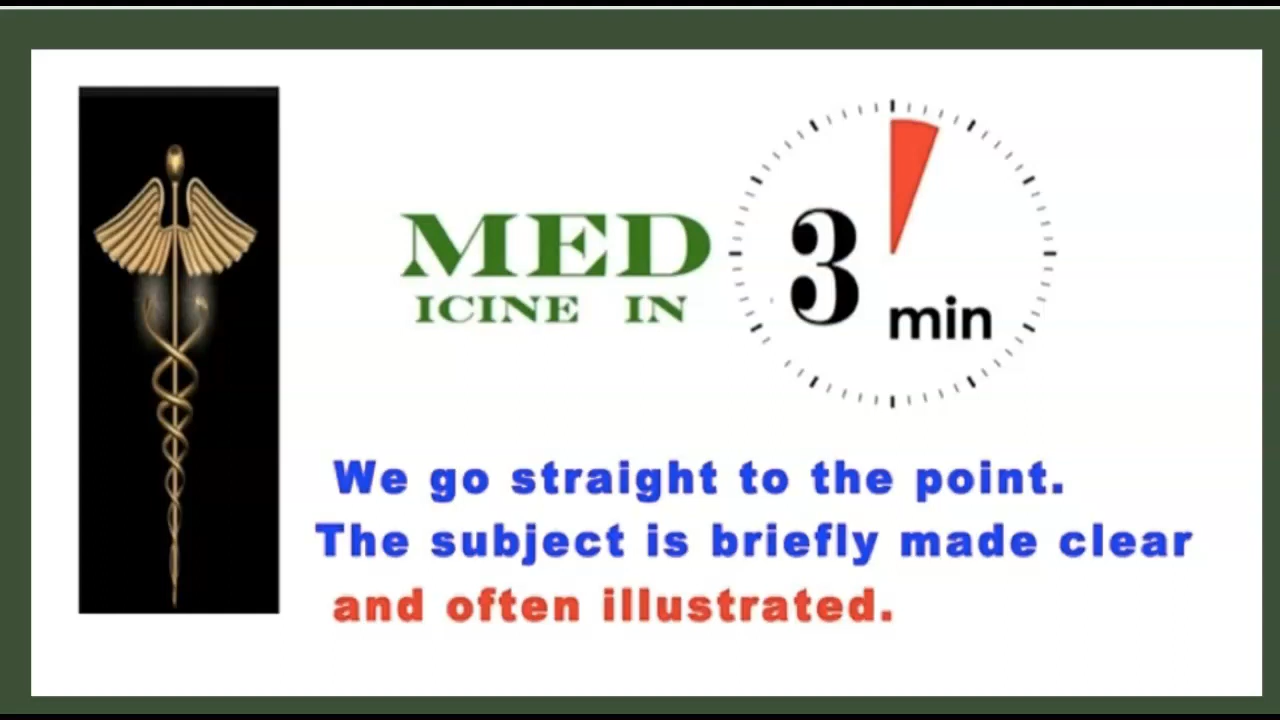 MED
ICINE IN
3
min
We go straight to the point.
The subject is briefly made clear
and often illustrated.